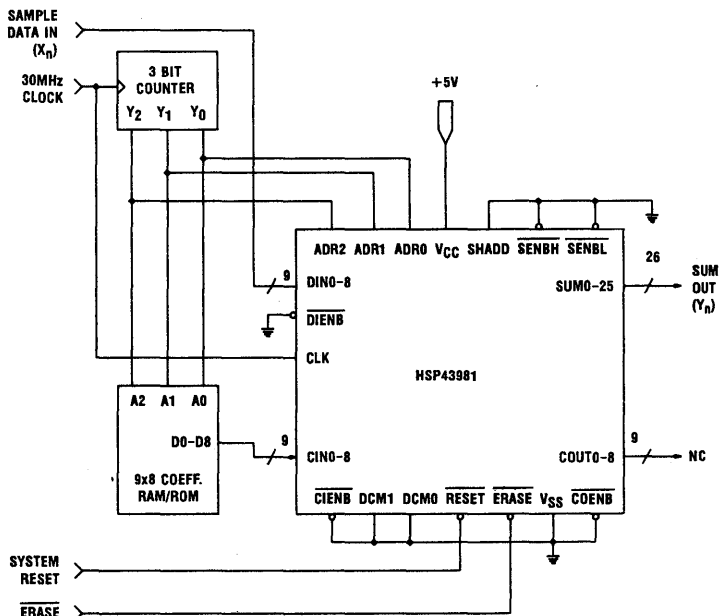 SAMPLE
DATA IN
(Xn)
30MHz
CLOCK
3 BIT
COUNTER
Y2 Y1 Y0
+5V
ADR2 ADR1 ADR0 VCC SHADD SENBH SENBL
9
DIN0-8
DIENB
CLK
HSP43981
26
SUM0-25
SUM
OUT
(Yn)
A2 A1 A0
D0-D8
9x8 COEFF.
RAM/ROM
9
CIN0-8
9
COUT0-8
NC
CIENB DCM1 DCM0 RESET ERASE VSS COENB
SYSTEM
RESET
ERASE